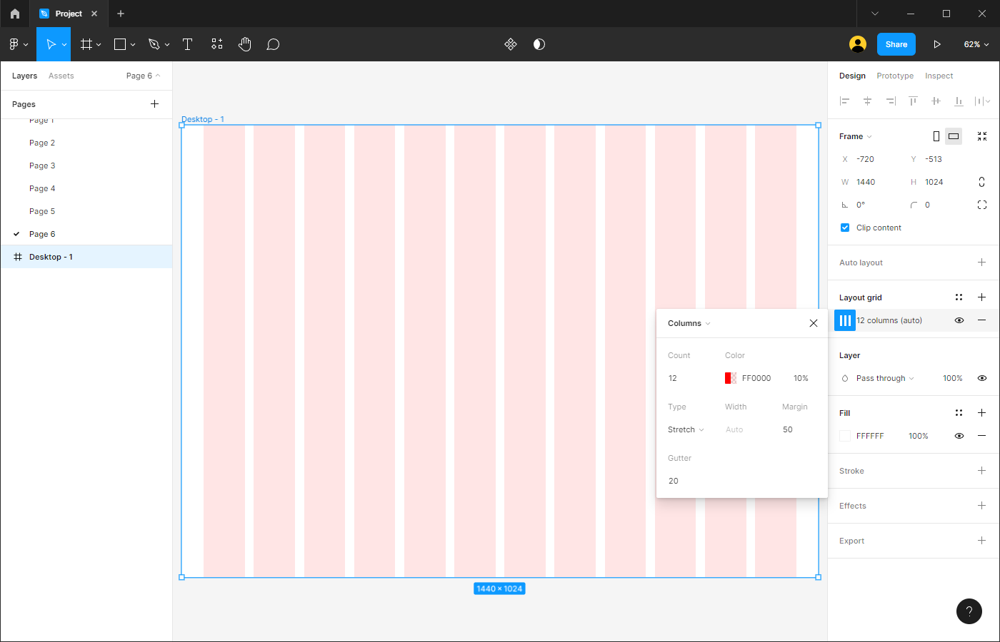 Project
Share
62%
Layers
Assets
Page 6
Pages
Page 1
Page 2
Page 3
Page 4
Page 5
Page 6
Desktop - 1
Desktop - 1
1440 × 1024
Columns
Count
Color
12
FF0000
10%
Type
Width
Margin
Stretch
Auto
50
Gutter
20
Design
Prototype
Inspect
Frame
X
-720
Y
-513
W
1440
H
1024
0°
0
Clip content
Auto layout
Layout grid
12 columns (auto)
Layer
Pass through
100%
Fill
FFFFFF
100%
Stroke
Effects
Export
?